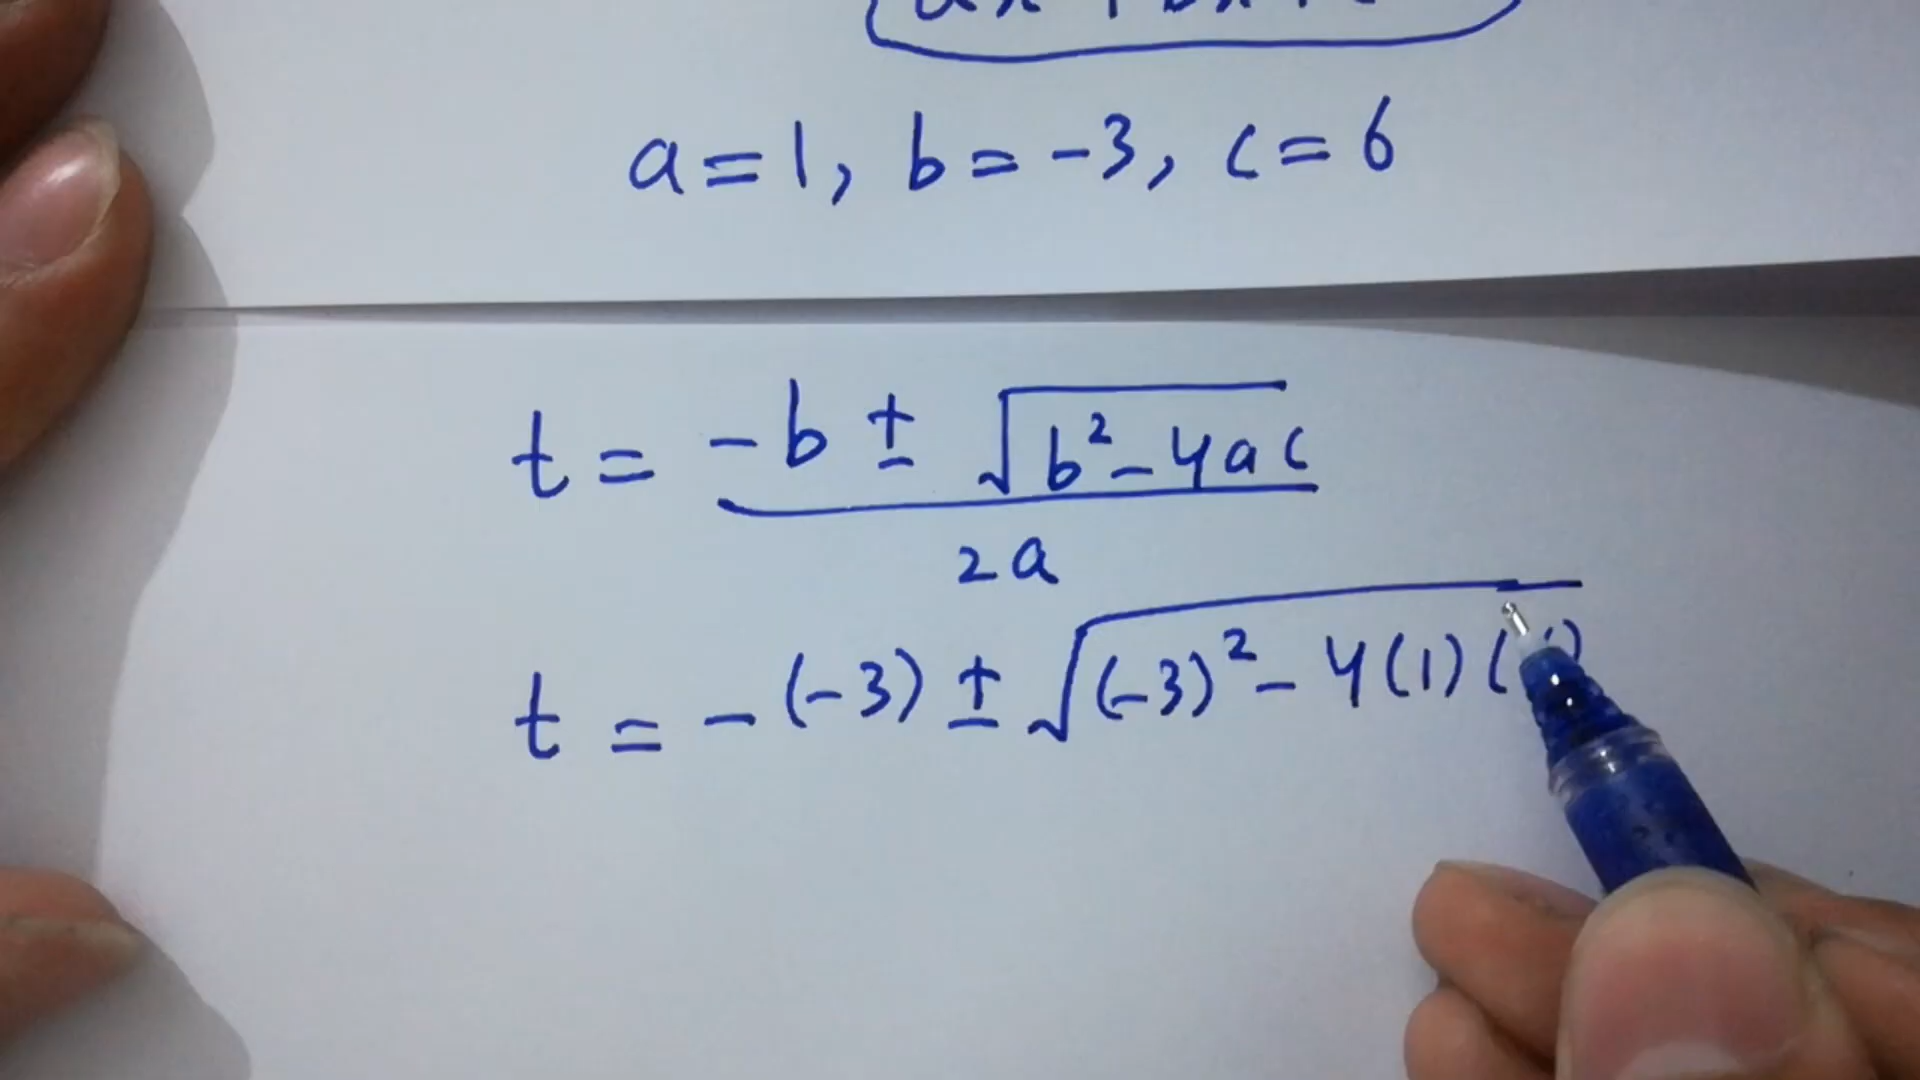 a=1, b=-3, c=6
t = -b ± √b²-4ac
2a
t = -(-3) ± √(-3)²-4(1)(